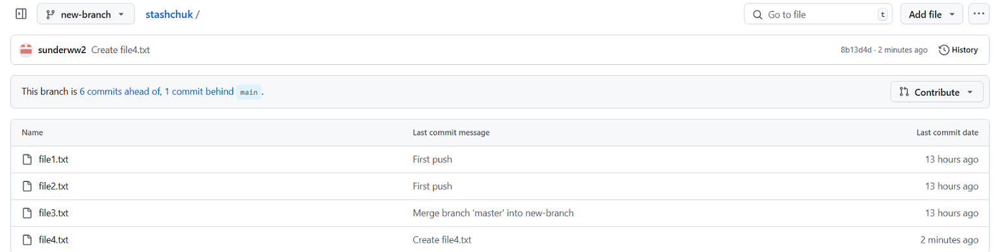 new-branch stashchuk / Go to file t Add file
sunderww2 Create file4.txt 8b13d4d · 2 minutes ago History
This branch is 6 commits ahead of, 1 commit behind main . Contribute
Name Last commit message Last commit date
file1.txt First push 13 hours ago
file2.txt First push 13 hours ago
file3.txt Merge branch 'master' into new-branch 13 hours ago
file4.txt Create file4.txt 2 minutes ago